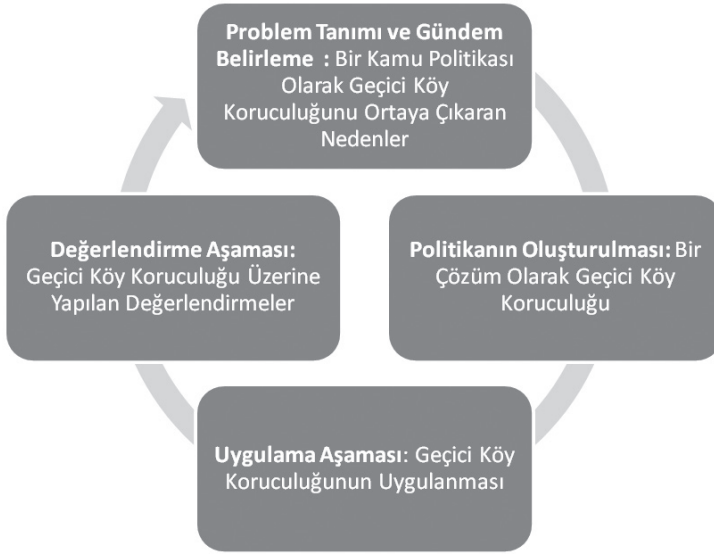 Problem Tanımı ve Gündem
Belirleme : Bir Kamu Politikası
Olarak Geçici Köy
Koruculuğunu Ortaya Çıkaran
Nedenler
Politikanın Oluşturulması: Bir
Çözüm Olarak Geçici Köy
Koruculuğu
Uygulama Aşaması: Geçici Köy
Koruculuğunun Uygulanması
Değerlendirme Aşaması:
Geçici Köy Koruculuğu Üzerine
Yapılan Değerlendirmeler